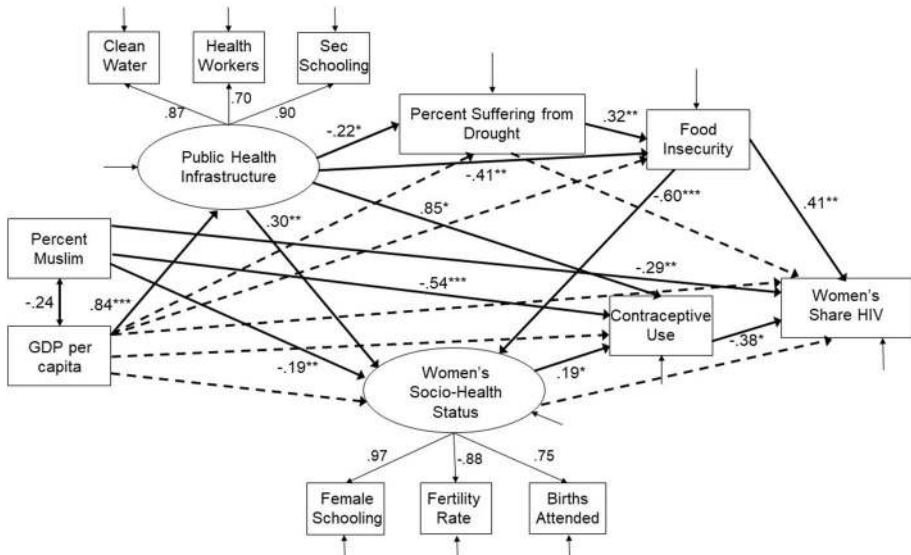 Clean
Water
Health
Workers
Sec
Schooling
.87
.70
.90
Percent Suffering from
Drought
.32**
Food
Insecurity
-.22*
Public Health
Infrastructure
-.41**
.85*
-.60***
.41**
.30**
Percent
Muslim
-.24
.84***
GDP per
capita
-.54***
-.29**
Contraceptive
Use
Women's
Share HIV
-.38*
-.19**
Women's
Socio-Health
Status
.19*
.97
-.88
.75
Female
Schooling
Fertility
Rate
Births
Attended